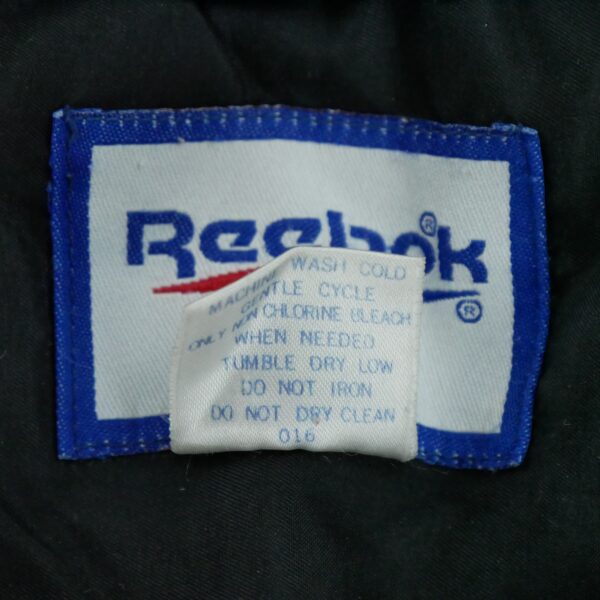 Reebok®
®
MACHINE WASH COLD
GENTLE CYCLE
ONLY NON CHLORINE BLEACH
WHEN NEEDED
TUMBLE DRY LOW
DO NOT IRON
DO NOT DRY CLEAN
016